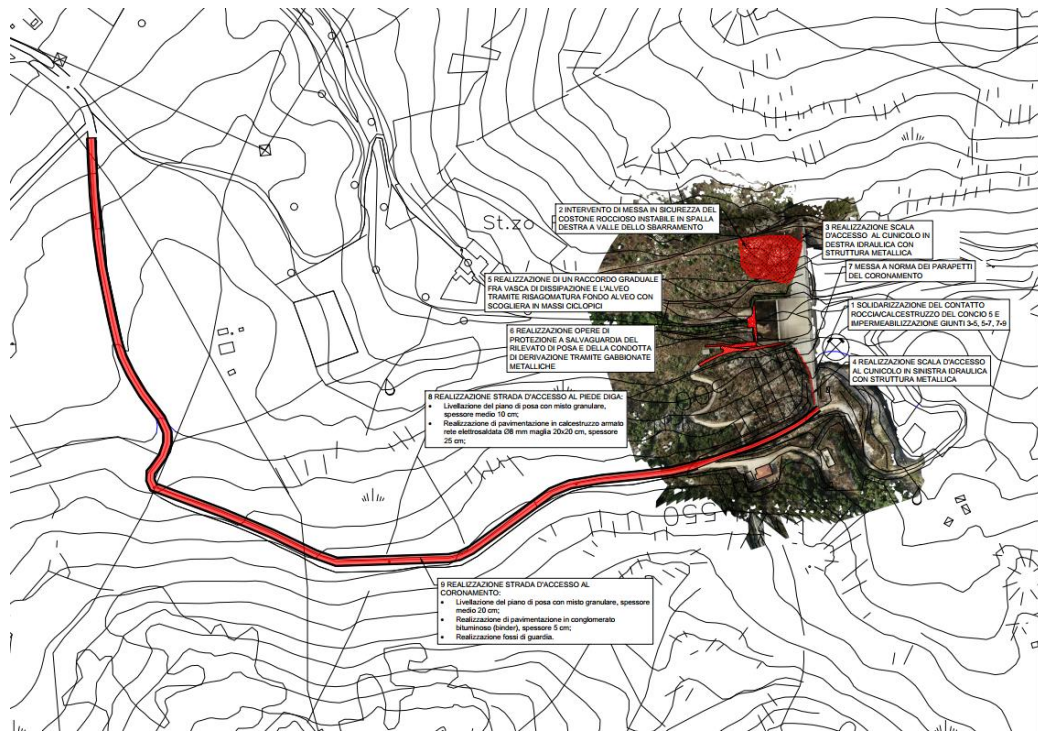 St.zo
2 INTERVENTO DI MESSA IN SICUREZZA DEL
COSTONE ROCCIOSO INSTABILE IN SPALLA
DESTRA A VALLE DELLO SBARRAMENTO
3 REALIZZAZIONE SCALA
D'ACCESSO AL CUNICOLO IN
DESTRA IDRAULICA CON
STRUTTURA METALLICA
7 MESSA A NORMA DEI PARAPETTI
DEL CORONAMENTO
5 REALIZZAZIONE DI UN RACCORDO GRADUALE
FRA VASCA DI DISSIPAZIONE E L'ALVEO
TRAMITE RISAGOMATURA FONDO ALVEO CON
SCOGLIERA IN MASSI CICLOPICI
1 SOLIDARIZZAZIONE DEL CONTATTO
ROCCIA/CALCESTRUZZO DEL CONCIO 5 E
IMPERMEABILIZZAZIONE GIUNTI 3-5, 5-7, 7-9
6 REALIZZAZIONE OPERE DI
PROTEZIONE A SALVAGUARDIA DEL
RILEVATO DI POSA E DELLA CONDOTTA
DI DERIVAZIONE TRAMITE GABBIONATE
METALLICHE
4 REALIZZAZIONE SCALA D'ACCESSO
AL CUNICOLO IN SINISTRA IDRAULICA
CON STRUTTURA METALLICA
8 REALIZZAZIONE STRADA D'ACCESSO AL PIEDE DIGA:
• Livellazione del piano di posa con misto granulare,
spessore medio 10 cm;
• Realizzazione di pavimentazione in calcestruzzo armato
rete elettrosaldata Ø8 mm maglia 20x20 cm, spessore
25 cm;
550
9 REALIZZAZIONE STRADA D'ACCESSO AL
CORONAMENTO:
• Livellazione del piano di posa con misto granulare, spessore
medio 20 cm;
• Realizzazione di pavimentazione in conglomerato
bituminoso (binder), spessore 5 cm;
• Realizzazione fossi di guardia.